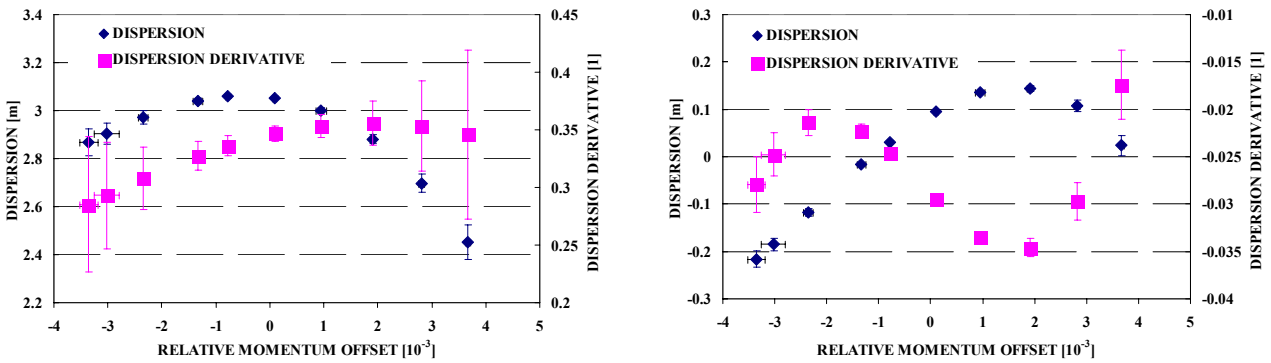 DISPERSION
DISPERSION DERIVATIVE
DISPERSION [m]
3.4
3.2
3
2.8
2.6
2.4
2.2
0.45
0.4
0.35
0.3
0.25
0.2
DISPERSION DERIVATIVE [1]
-4 -3 -2 -1 0 1 2 3 4 5
RELATIVE MOMENTUM OFFSET [10-3]
DISPERSION
DISPERSION DERIVATIVE
DISPERSION [m]
0.3
0.2
0.1
0
-0.1
-0.2
-0.3
-0.01
-0.015
-0.02
-0.025
-0.03
-0.035
-0.04
DISPERSION DERIVATIVE [1]
-4 -3 -2 -1 0 1 2 3 4 5
RELATIVE MOMENTUM OFFSET [10-3]